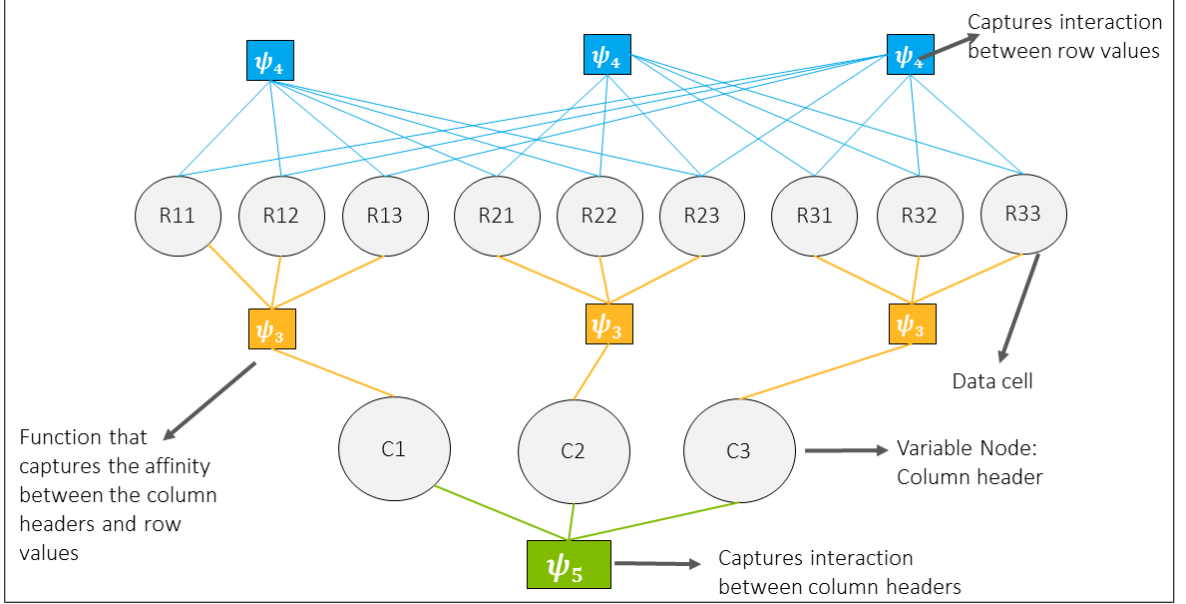 Captures interaction
between row values
ψ4 ψ4 ψ4
R11 R12 R13 R21 R22 R23 R31 R32 R33
ψ3 ψ3 ψ3
Data cell
C1 C2 C3
Function that
captures the affinity
between the column
headers and row
values
Variable Node:
Column header
ψ5
Captures interaction
between column headers